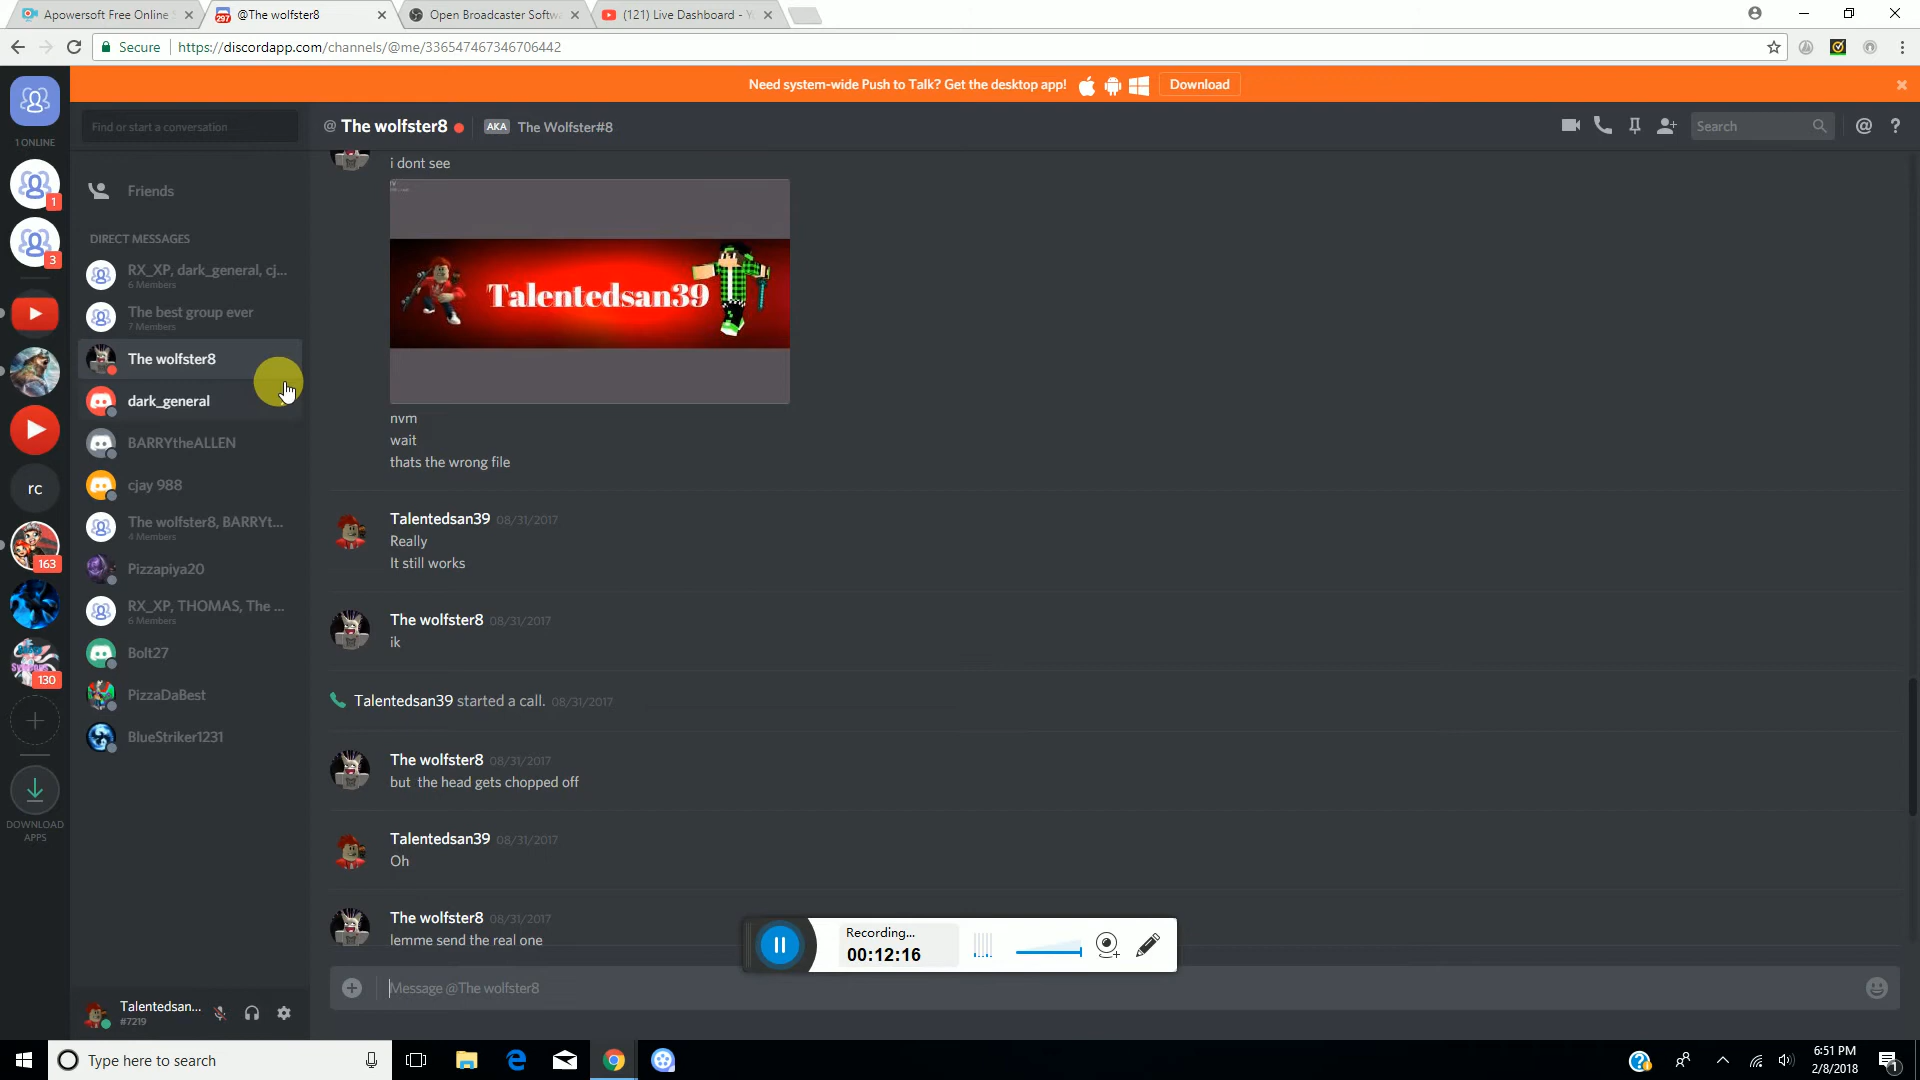 Apowersoft Free Online S
297
@The wolfster8
Open Broadcaster Softwa
(121) Live Dashboard - Yo
Secure
https://discordapp.com/channels/@me/336547467346706442
Need system-wide Push to Talk? Get the desktop app!
Download
Find or start a conversation
@ The wolfster8
AKA
The Wolfster#8
Search
@
?
1 ONLINE
1
3
rc
163
130
DOWNLOAD
APPS
Friends
DIRECT MESSAGES
RX_XP, dark_general, cj...
6 Members
The best group ever
7 Members
The wolfster8
dark_general
BARRYtheALLEN
cjay 988
The wolfster8, BARRYt...
4 Members
Pizzapiya20
RX_XP, THOMAS, The ...
6 Members
Bolt27
PizzaDaBest
BlueStriker1231
Talentedsan...
#7219
i dont see
Talentedsan39
nvm
wait
thats the wrong file
Talentedsan39 08/31/2017
Really
It still works
The wolfster8 08/31/2017
ik
Talentedsan39 started a call. 08/31/2017
The wolfster8 08/31/2017
but the head gets chopped off
Talentedsan39 08/31/2017
Oh
The wolfster8 08/31/2017
lemme send the real one
Recording...
00:12:16
Message @The wolfster8
Type here to search
6:51 PM
2/8/2018
1